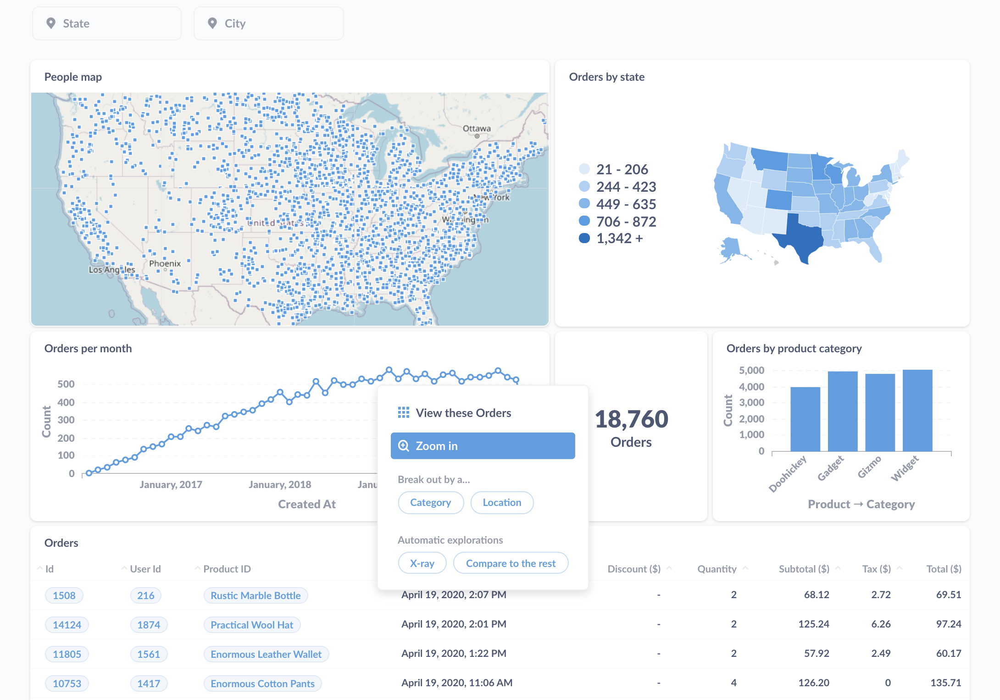 State
City
People map
Ottawa
New York
United States
Phoenix
Orders by state
21 - 206
244 - 423
449 - 635
706 - 872
1,342 +
Orders per month
500
400
300
200
100
0
Count
January, 2017
January, 2018
Janu
Created At
View these Orders
Zoom in
Break out by a...
Category
Location
Automatic explorations
X-ray
Compare to the rest
18,760
Orders
Orders by product category
5,000
4,000
3,000
2,000
1,000
0
Count
Doohickey
Gadget
Gizmo
Widget
Product → Category
Orders
Id User Id Product ID Discount ($) Quantity Subtotal ($) Tax ($) Total ($)
1508 216 Rustic Marble Bottle April 19, 2020, 2:07 PM - 2 68.12 2.72 69.51
14124 1874 Practical Wool Hat April 19, 2020, 2:01 PM - 2 125.24 6.26 97.24
11805 1561 Enormous Leather Wallet April 19, 2020, 1:22 PM - 2 57.92 2.49 60.17
10753 1417 Enormous Cotton Pants April 19, 2020, 11:06 AM - 4 126.20 0 135.71